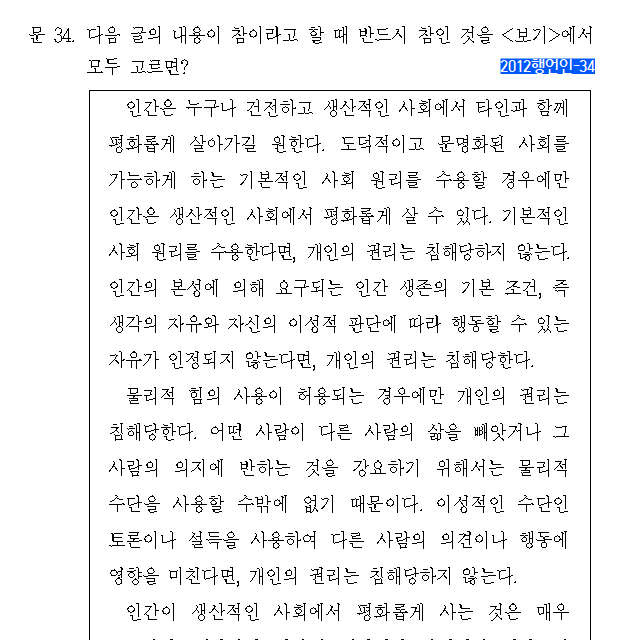 문 34. 다음 글의 내용이 참이라고 할 때 반드시 참인 것을 <보기>에서
모두 고르면?
2012행언인-34
인간은 누구나 건전하고 생산적인 사회에서 타인과 함께
평화롭게 살아가길 원한다. 도덕적이고 문명화된 사회를
가능하게 하는 기본적인 사회 원리를 수용할 경우에만
인간은 생산적인 사회에서 평화롭게 살 수 있다. 기본적인
사회 원리를 수용한다면, 개인의 권리는 침해당하지 않는다.
인간의 본성에 의해 요구되는 인간 생존의 기본 조건, 즉
생각의 자유와 자신의 이성적 판단에 따라 행동할 수 있는
자유가 인정되지 않는다면, 개인의 권리는 침해당한다.
물리적 힘의 사용이 허용되는 경우에만 개인의 권리는
침해당한다. 어떤 사람이 다른 사람의 삶을 빼앗거나 그
사람의 의지에 반하는 것을 강요하기 위해서는 물리적
수단을 사용할 수밖에 없기 때문이다. 이성적인 수단인
토론이나 설득을 사용하여 다른 사람의 의견이나 행동에
영향을 미친다면, 개인의 권리는 침해당하지 않는다.
인간이 생산적인 사회에서 평화롭게 사는 것은 매우